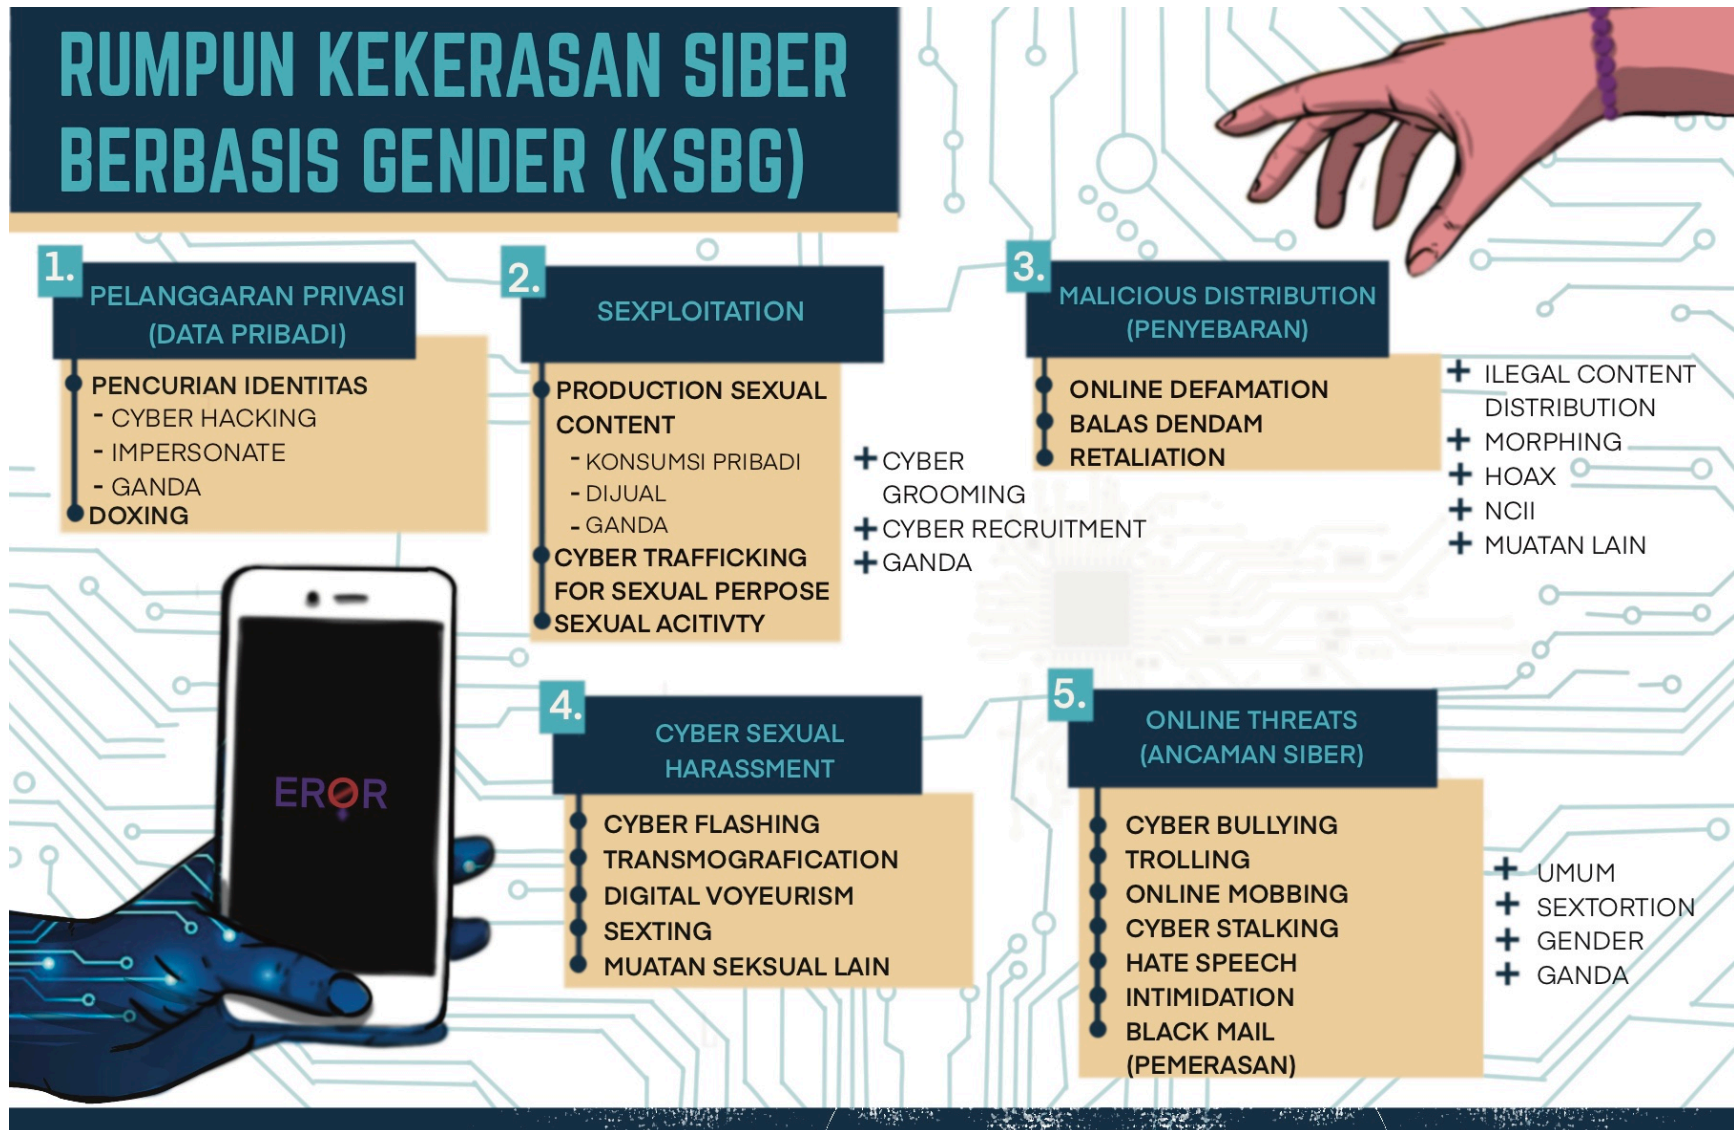 RUMPUN KEKERASAN SIBER
BERBASIS GENDER (KSBG)
1.
PELANGGARAN PRIVASI
(DATA PRIBADI)
PENCURIAN IDENTITAS
- CYBER HACKING
- IMPERSONATE
- GANDA
DOXING
2.
SEXPLOITATION
PRODUCTION SEXUAL
CONTENT
- KONSUMSI PRIBADI
- DIJUAL
- GANDA
CYBER TRAFFICKING
FOR SEXUAL PERPOSE
SEXUAL ACITIVTY
+ CYBER
GROOMING
+ CYBER RECRUITMENT
+ GANDA
3.
MALICIOUS DISTRIBUTION
(PENYEBARAN)
ONLINE DEFAMATION
BALAS DENDAM
RETALIATION
+ ILEGAL CONTENT
DISTRIBUTION
+ MORPHING
+ HOAX
+ NCII
+ MUATAN LAIN
EROR
4.
CYBER SEXUAL
HARASSMENT
CYBER FLASHING
TRANSMOGRAFICATION
DIGITAL VOYEURISM
SEXTING
MUATAN SEKSUAL LAIN
5.
ONLINE THREATS
(ANCAMAN SIBER)
CYBER BULLYING
TROLLING
ONLINE MOBBING
CYBER STALKING
HATE SPEECH
INTIMIDATION
BLACK MAIL
(PEMERASAN)
+ UMUM
+ SEXTORTION
+ GENDER
+ GANDA